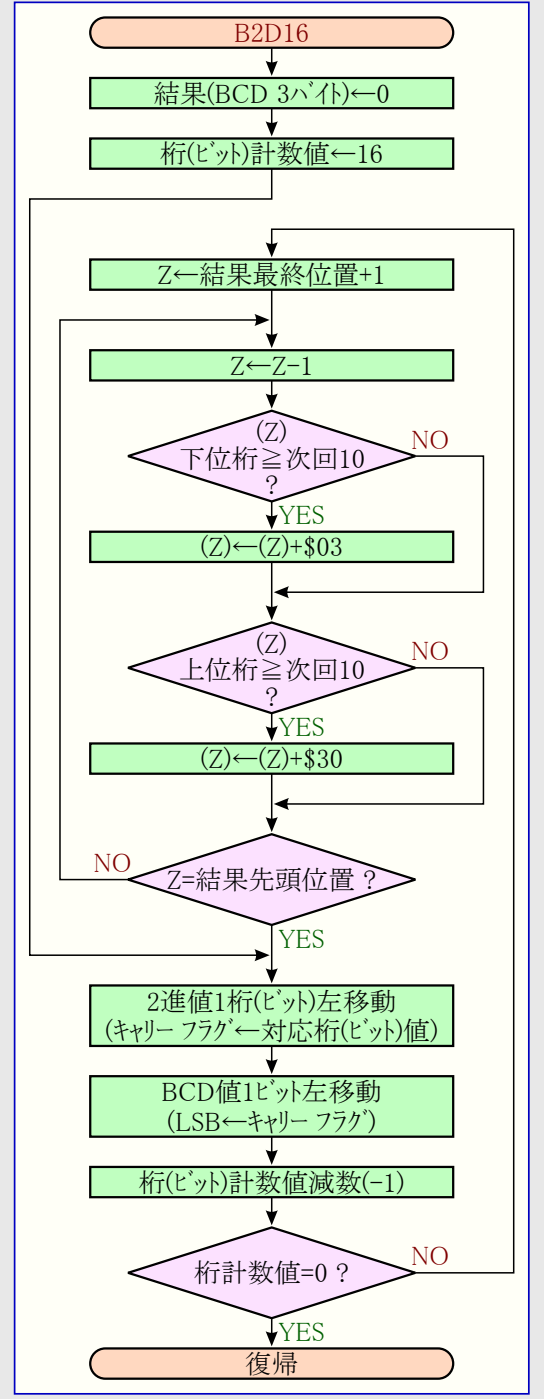 B2D16
結果(BCD 3ﾊﾞｲﾄ)←0
桁(ﾋﾞｯﾄ)計数値←16
Z←結果最終位置+1
Z←Z-1
(Z)
下位桁≧次回10
?
NO
YES
(Z)←(Z)+$03
(Z)
上位桁≧次回10
?
NO
YES
(Z)←(Z)+$30
Z=結果先頭位置 ?
NO
YES
2進値1桁(ﾋﾞｯﾄ)左移動
(ｷｬﾘｰ ﾌﾗｸﾞ←対応桁(ﾋﾞｯﾄ)値)
BCD値1ﾋﾞｯﾄ左移動
(LSB←ｷｬﾘｰ ﾌﾗｸﾞ)
桁(ﾋﾞｯﾄ)計数値減数(-1)
桁計数値=0 ?
NO
YES
復帰